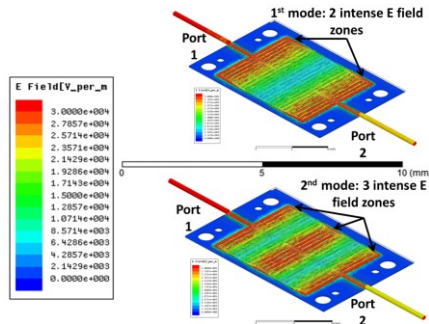 1st mode: 2 intense E field
zones
Port
1
E Field[V_per_m
3.0000e+004
2.7857e+004
2.5714e+004
2.3571e+004
2.1429e+004
1.9286e+004
1.7143e+004
1.5000e+004
1.2857e+004
1.0714e+004
8.5714e+003
6.4286e+003
4.2857e+003
2.1429e+003
0.0000e+000
Port
2
0
5
10 (mm
2nd mode: 3 intense E
field zones
Port
1
Port
2